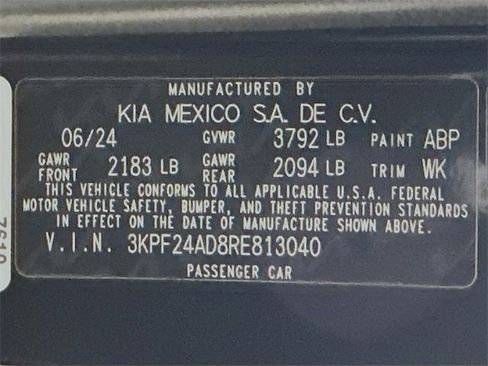 MANUFACTURED BY
KIA MEXICO S.A. DE C.V.
06/24 GVWR 3792 LB PAINT ABP
GAWR FRONT 2183 LB GAWR REAR 2094 LB TRIM WK
THIS VEHICLE CONFORMS TO ALL APPLICABLE U.S.A. FEDERAL
MOTOR VEHICLE SAFETY, BUMPER, AND THEFT PREVENTION STANDARDS
IN EFFECT ON THE DATE OF MANUFACTURE SHOWN ABOVE.
V.I.N. 3KPF24AD8RE813040
PASSENGER CAR